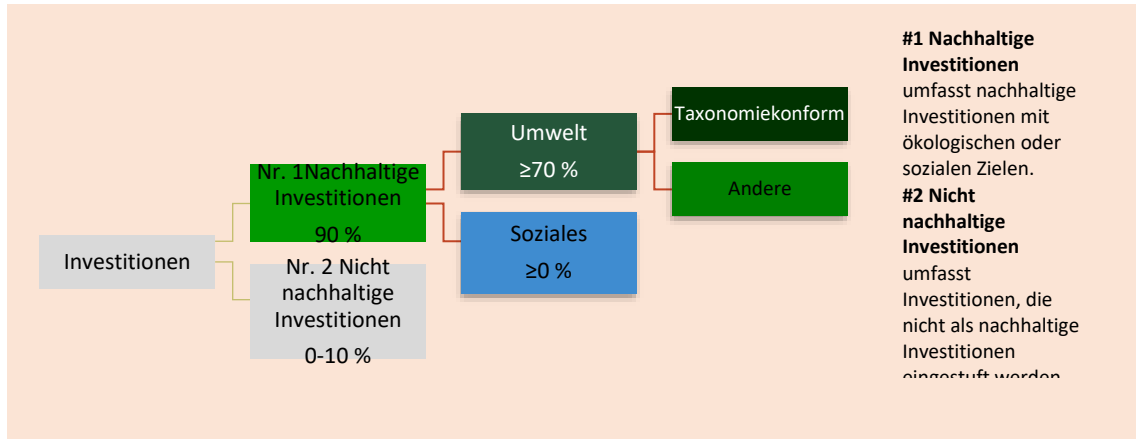 Investitionen
Nr. 1Nachhaltige
Investitionen
90 %
Nr. 2 Nicht
nachhaltige
Investitionen
0-10 %
Umwelt
≥70 %
Soziales
≥0 %
Taxonomiekonform
Andere
#1 Nachhaltige
Investitionen
umfasst nachhaltige
Investitionen mit
ökologischen oder
sozialen Zielen.
#2 Nicht
nachhaltige
Investitionen
umfasst
Investitionen, die
nicht als nachhaltige
Investitionen
eingestuft werden